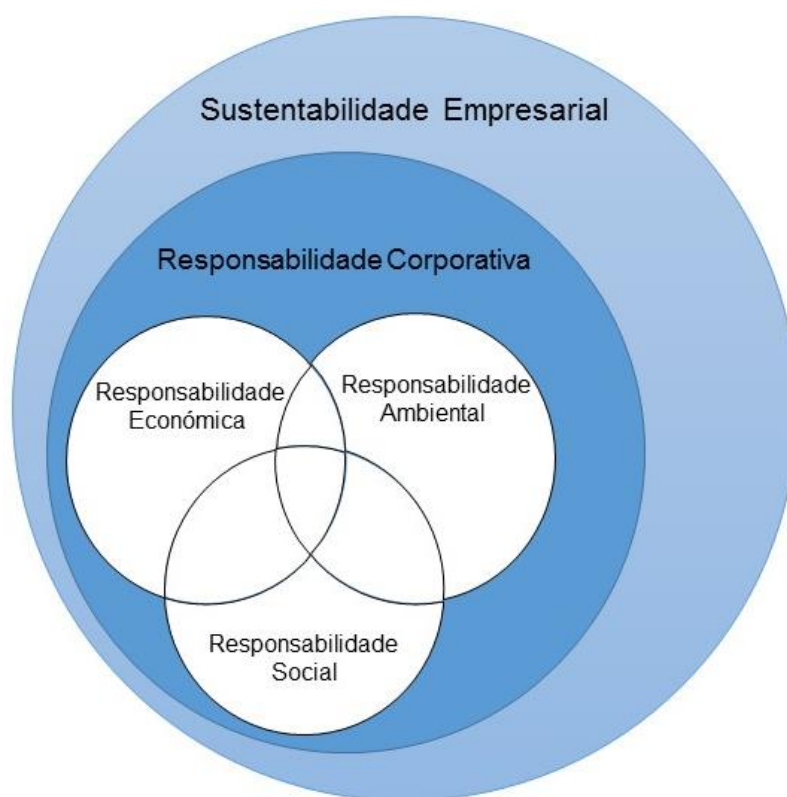 Sustentabilidade Empresarial
Responsabilidade Corporativa
Responsabilidade
Económica
Responsabilidade
Ambiental
Responsabilidade
Social